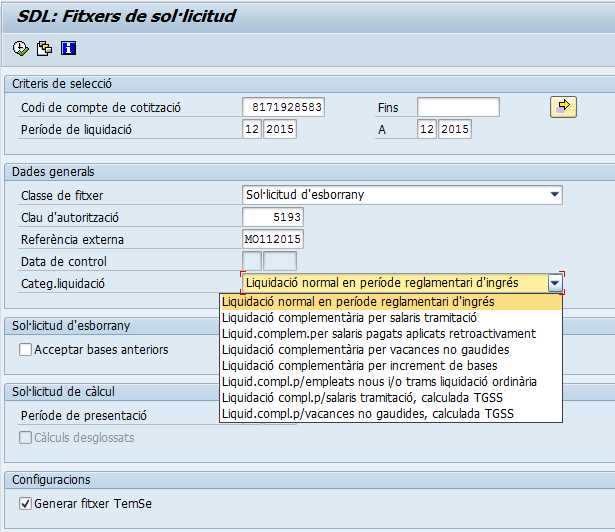 SDL: Fitxers de sol·licitud
Criteris de selecció
Codi de compte de cotització 8171928583 Fins
Període de liquidació 12 2015 A 12 2015
Dades generals
Classe de fitxer Sol·licitud d'esborrany
Clau d'autorització 5193
Referència externa MO112015
Data de control
Categ.liquidació Liquidació normal en període reglamentari d'ingrés
Liquidació normal en període reglamentari d'ingrés
Liquidació complementària per salaris tramitació
Liquid.complem.per salaris pagats aplicats retroactivament
Liquidació complementària per vacances no gaudides
Liquidació complementària per increment de bases
Liquid.compl.p/empleats nous i/o trams liquidació ordinària
Liquidació compl.p/salaris tramitació, calculada TGSS
Liquid.compl.p/vacances no gaudides, calculada TGSS
Sol·licitud d'esborrany
Acceptar bases anteriors
Sol·licitud de càlcul
Període de presentació
Càlculs desglossats
Configuracions
Generar fitxer TemSe